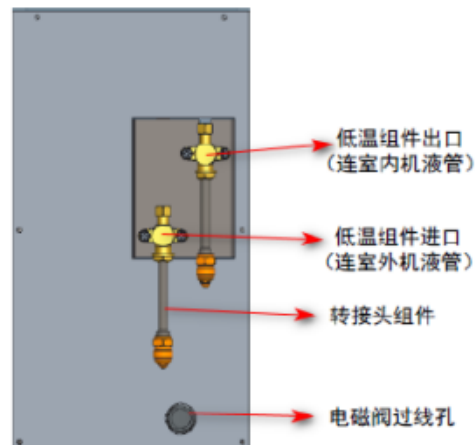 低温组件出口
（连室内机液管）
低温组件进口
（连室外机液管）
转接头组件
电磁阀过线孔